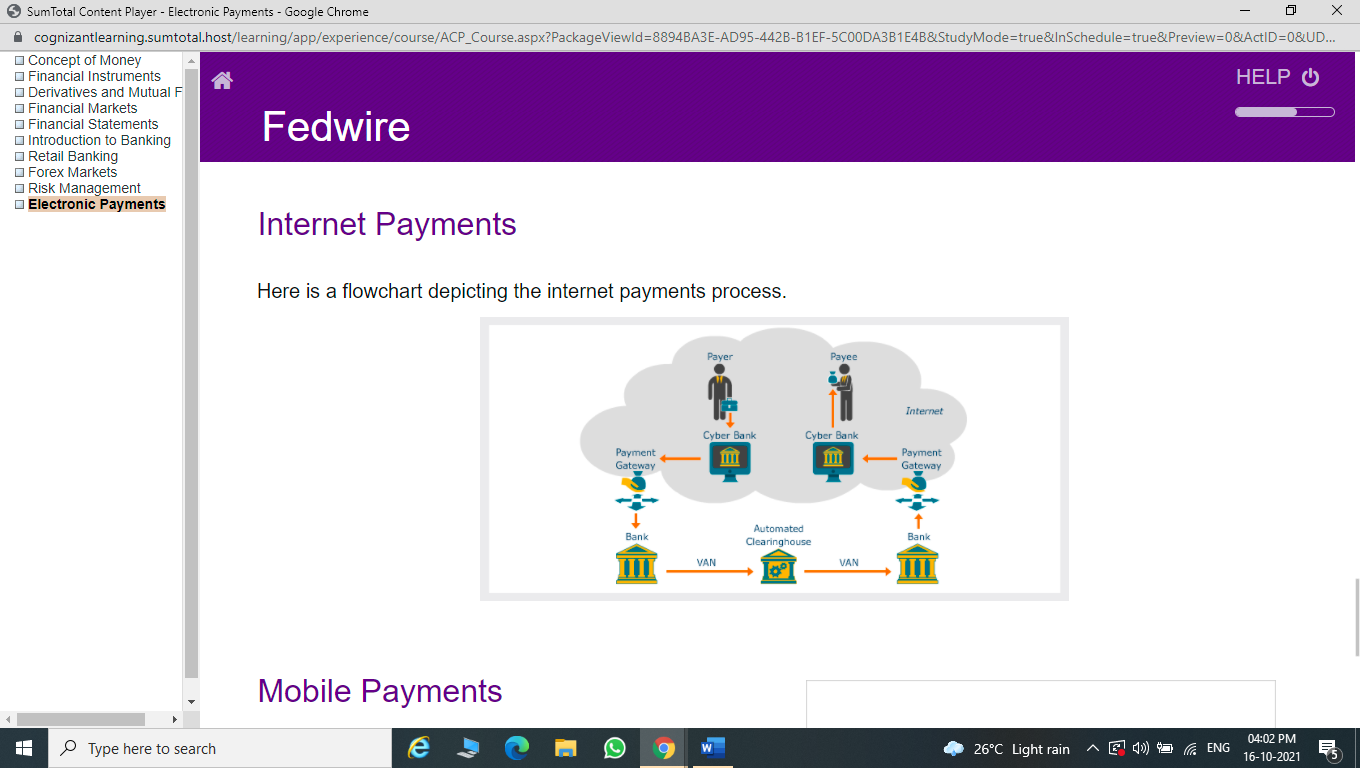 SumTotal Content Player - Electronic Payments - Google Chrome
cognizantlearning.sumtotal.host/learning/app/experience/course/ACP_Course.aspx?PackageViewId=8894BA3E-AD95-442B-B1EF-5C00DA3B1E4B&StudyMode=true&InSchedule=true&Preview=0&ActID=0&UD...
Concept of Money
Financial Instruments
Derivatives and Mutual F
Financial Markets
Financial Statements
Introduction to Banking
Retail Banking
Forex Markets
Risk Management
Electronic Payments
HELP
Fedwire
Internet Payments
Here is a flowchart depicting the internet payments process.
Payer
Payee
Internet
Cyber Bank
Cyber Bank
Payment
Gateway
Payment
Gateway
Bank
Automated
Clearinghouse
Bank
VAN
VAN
Mobile Payments
Type here to search
W
26°C Light rain
ENG
04:02 PM
16-10-2021
5